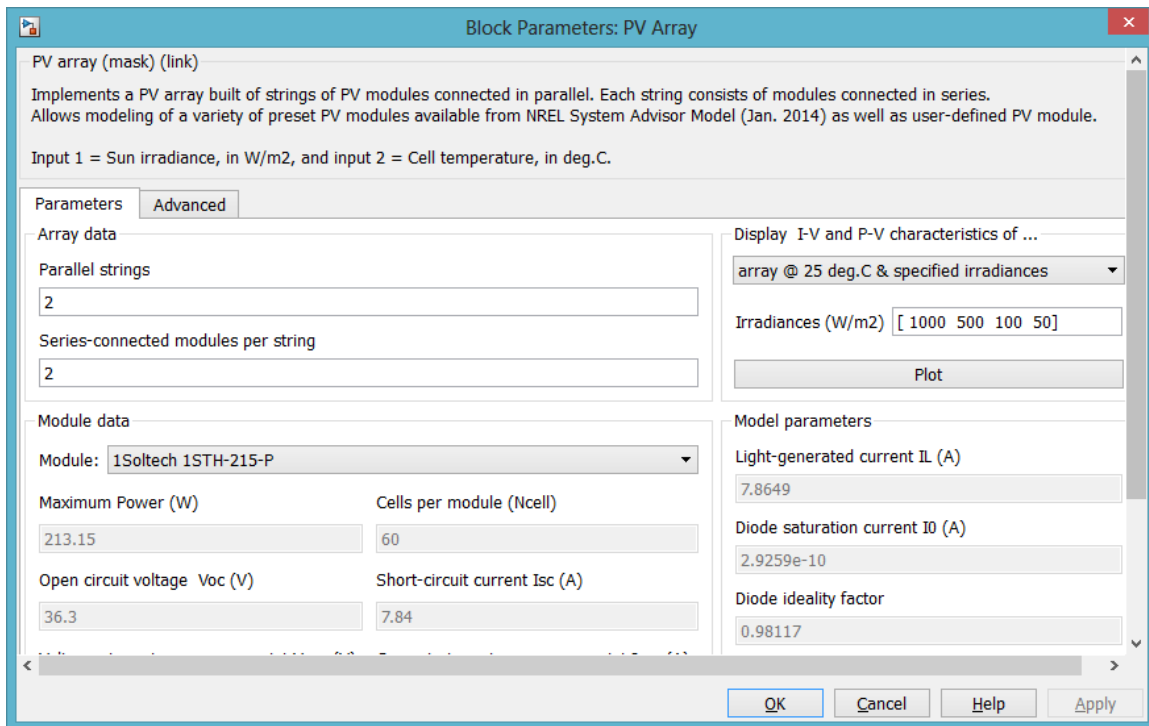 Block Parameters: PV Array
PV array (mask) (link)
Implements a PV array built of strings of PV modules connected in parallel. Each string consists of modules connected in series.
Allows modeling of a variety of preset PV modules available from NREL System Advisor Model (Jan. 2014) as well as user-defined PV module.
Input 1 = Sun irradiance, in W/m2, and input 2 = Cell temperature, in deg.C.
Parameters
Advanced
Array data
Parallel strings
2
Series-connected modules per string
2
Display I-V and P-V characteristics of ...
array @ 25 deg.C & specified irradiances
Irradiances (W/m2) [ 1000 500 100 50]
Plot
Module data
Module: 1Soltech 1STH-215-P
Maximum Power (W)
213.15
Cells per module (Ncell)
60
Open circuit voltage Voc (V)
36.3
Short-circuit current Isc (A)
7.84
Model parameters
Light-generated current IL (A)
7.8649
Diode saturation current I0 (A)
2.9259e-10
Diode ideality factor
0.98117
OK
Cancel
Help
Apply